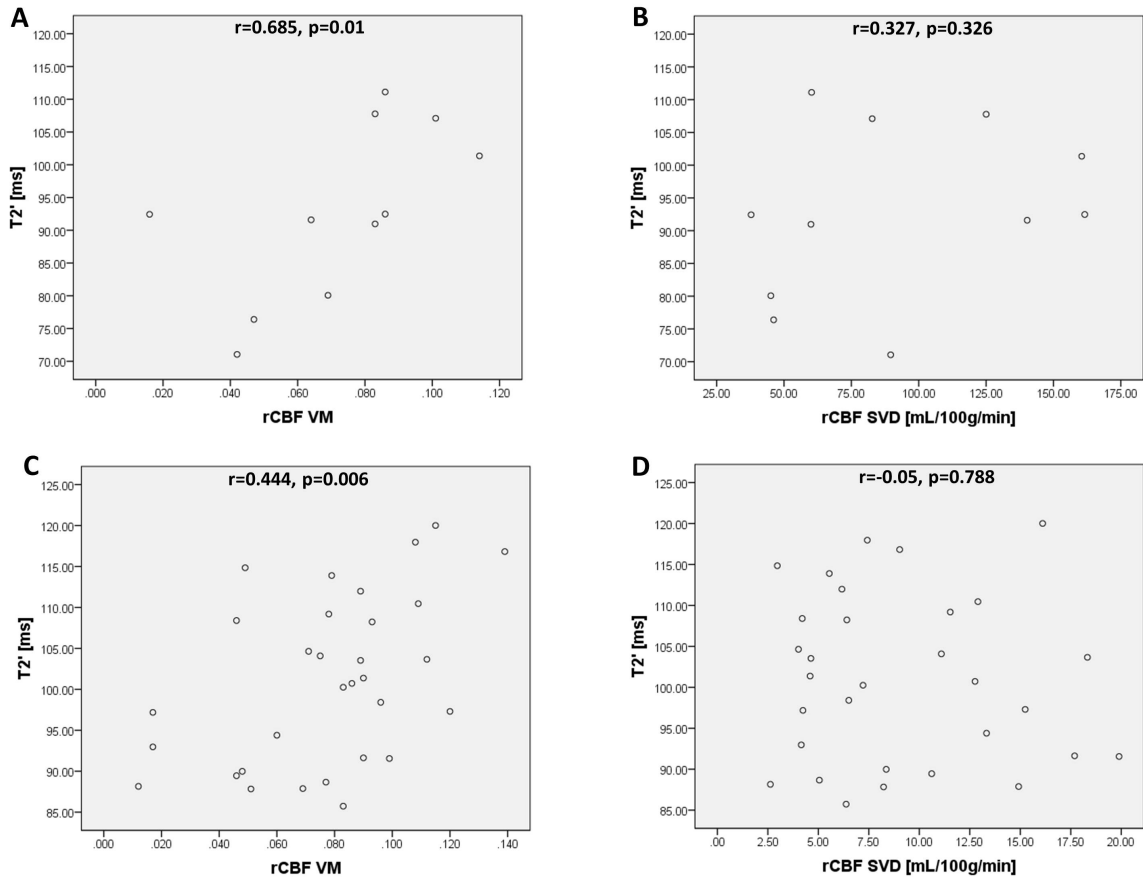 A
r=0.685, p=0.01
120.00
115.00
110.00
105.00
100.00
95.00
90.00
85.00
80.00
75.00
70.00
T2' [ms]
.000 .020 .040 .060 .080 .100 .120
rCBF VM
B
r=0.327, p=0.326
120.00
115.00
110.00
105.00
100.00
95.00
90.00
85.00
80.00
75.00
70.00
T2' [ms]
25.00 50.00 75.00 100.00 125.00 150.00 175.00
rCBF SVD [mL/100g/min]
C
r=0.444, p=0.006
125.00
120.00
115.00
110.00
105.00
100.00
95.00
90.00
85.00
T2' [ms]
.000 .020 .040 .060 .080 .100 .120 .140
rCBF VM
D
r=-0.05, p=0.788
125.00
120.00
115.00
110.00
105.00
100.00
95.00
90.00
85.00
T2' [ms]
.00 2.50 5.00 7.50 10.00 12.50 15.00 17.50 20.00
rCBF SVD [mL/100g/min]